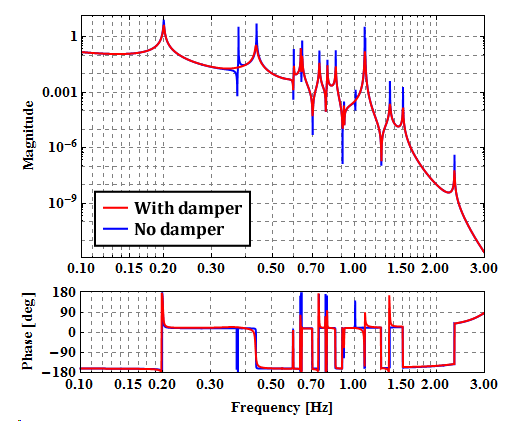 Magnitude
1
0.001
10⁻⁶
10⁻⁹
With damper
No damper
0.10 0.15 0.20 0.30 0.50 0.70 1.00 1.50 2.00 3.00
Phase [deg]
180
90
0
−90
−180
0.10 0.15 0.20 0.30 0.50 0.70 1.00 1.50 2.00 3.00
Frequency [Hz]